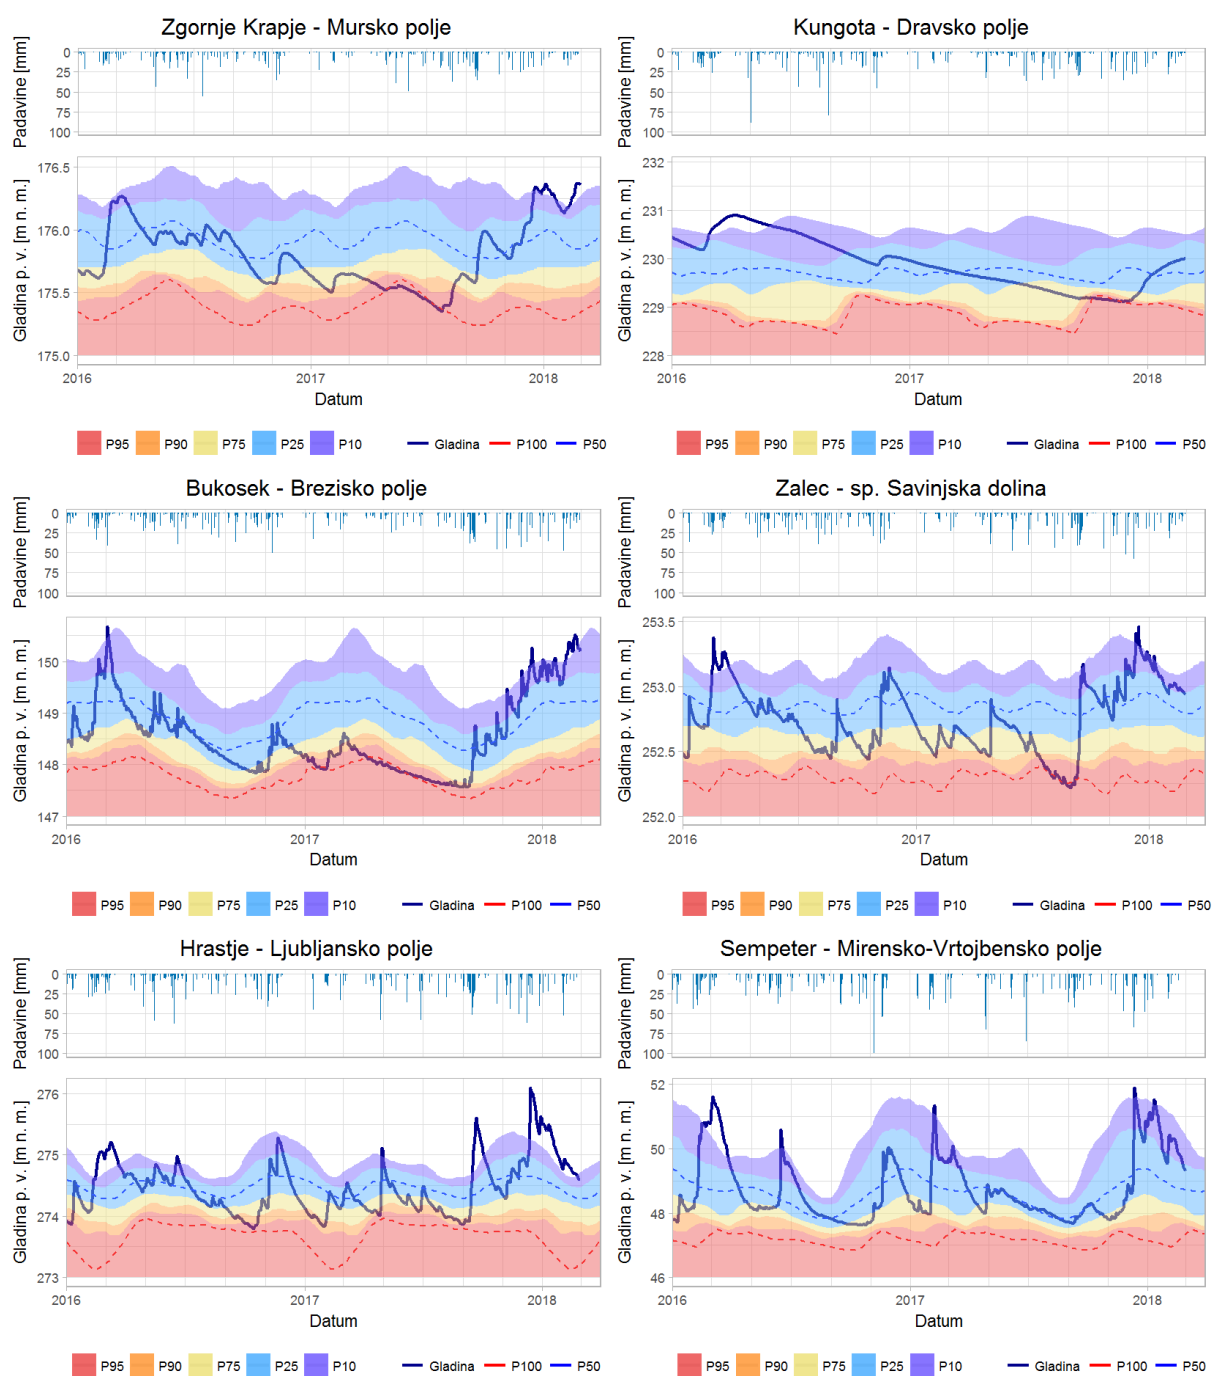 Zgornje Krapje - Mursko polje
Padavine [mm]
0
25
50
75
100
Gladina p. v. [m n. m.]
176.5
176.0
175.5
175.0
2016 2017 2018
Datum
P95 P90 P75 P25 P10 Gladina P100 P50
Kungota - Dravsko polje
Padavine [mm]
0
25
50
75
100
Gladina p. v. [m n. m.]
232
231
230
229
228
2016 2017 2018
Datum
P95 P90 P75 P25 P10 Gladina P100 P50
Bukosek - Brezisko polje
Padavine [mm]
0
25
50
75
100
Gladina p. v. [m n. m.]
150
149
148
147
2016 2017 2018
Datum
P95 P90 P75 P25 P10 Gladina P100 P50
Zalec - sp. Savinjska dolina
Padavine [mm]
0
25
50
75
100
Gladina p. v. [m n. m.]
253.5
253.0
252.5
252.0
2016 2017 2018
Datum
P95 P90 P75 P25 P10 Gladina P100 P50
Hrastje - Ljubljansko polje
Padavine [mm]
0
25
50
75
100
Gladina p. v. [m n. m.]
276
275
274
273
2016 2017 2018
Datum
P95 P90 P75 P25 P10 Gladina P100 P50
Sempeter - Mirensko-Vrtojbensko polje
Padavine [mm]
0
25
50
75
100
Gladina p. v. [m n. m.]
52
50
48
46
2016 2017 2018
Datum
P95 P90 P75 P25 P10 Gladina P100 P50